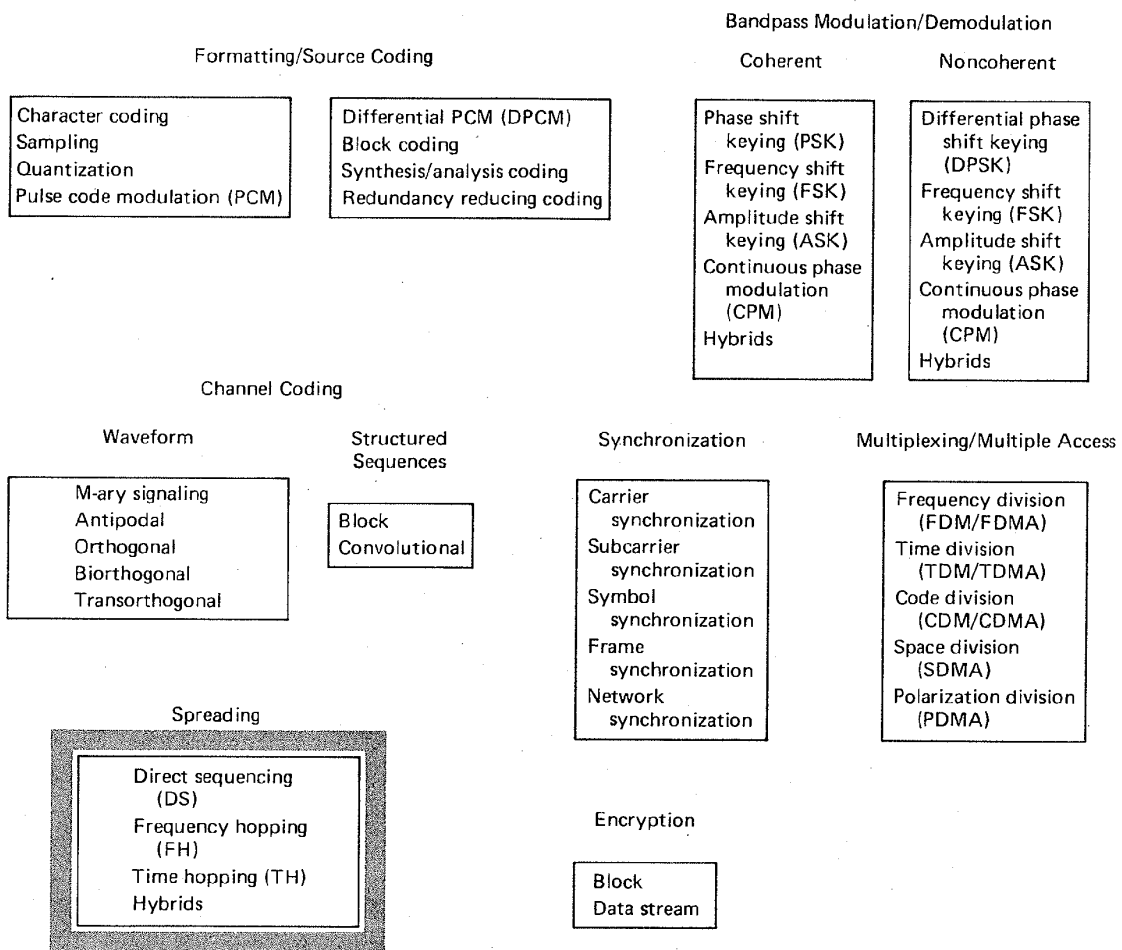 Formatting/Source Coding
Character coding
Sampling
Quantization
Pulse code modulation (PCM)
Differential PCM (DPCM)
Block coding
Synthesis/analysis coding
Redundancy reducing coding
Bandpass Modulation/Demodulation
Coherent
Phase shift
keying (PSK)
Frequency shift
keying (FSK)
Amplitude shift
keying (ASK)
Continuous phase
modulation
(CPM)
Hybrids
Noncoherent
Differential phase
shift keying
(DPSK)
Frequency shift
keying (FSK)
Amplitude shift
keying (ASK)
Continuous phase
modulation
(CPM)
Hybrids
Channel Coding
Waveform
M-ary signaling
Antipodal
Orthogonal
Biorthogonal
Transorthogonal
Structured
Sequences
Block
Convolutional
Synchronization
Carrier
synchronization
Subcarrier
synchronization
Symbol
synchronization
Frame
synchronization
Network
synchronization
Multiplexing/Multiple Access
Frequency division
(FDM/FDMA)
Time division
(TDM/TDMA)
Code division
(CDM/CDMA)
Space division
(SDMA)
Polarization division
(PDMA)
Spreading
Direct sequencing
(DS)
Frequency hopping
(FH)
Time hopping (TH)
Hybrids
Encryption
Block
Data stream